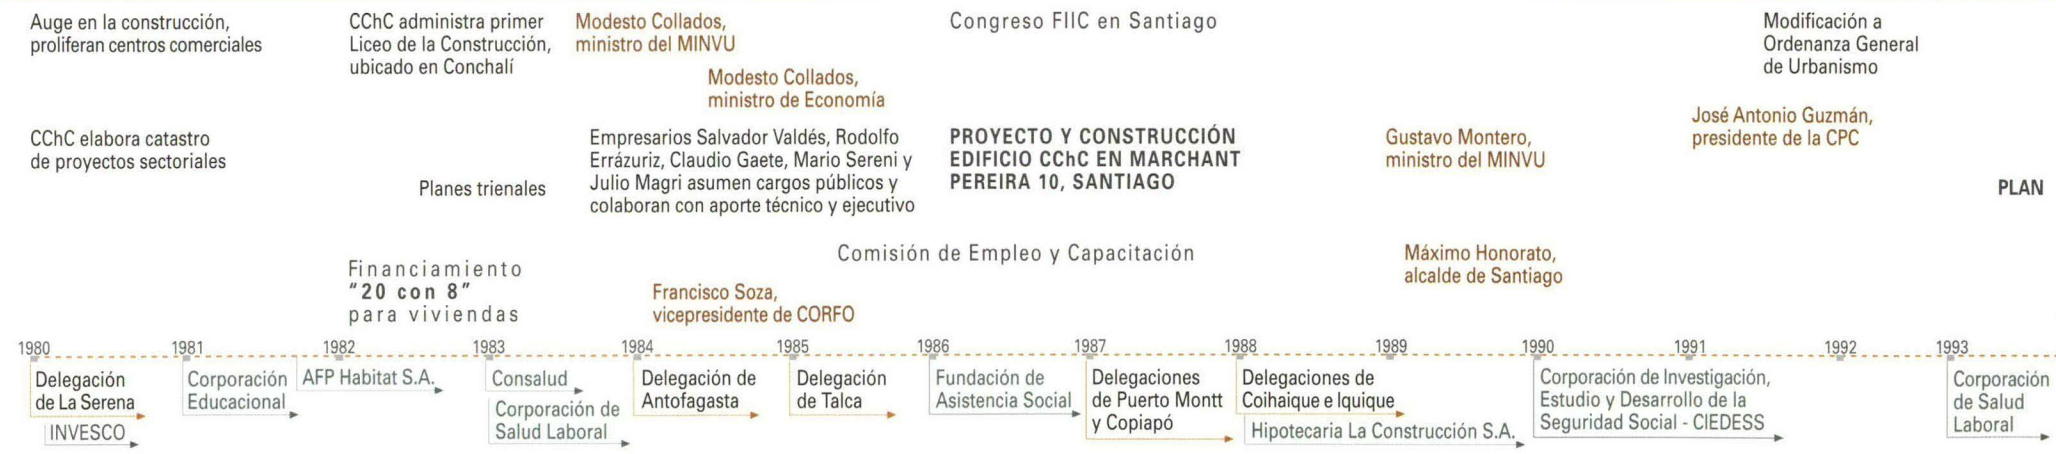 Auge en la construcción,
proliferan centros comerciales
CChC administra primer
Liceo de la Construcción,
ubicado en Conchalí
Modesto Collados,
ministro del MINVU
Modesto Collados,
ministro de Economía
Congreso FIIC en Santiago
Modificación a
Ordenanza General
de Urbanismo
José Antonio Guzmán,
presidente de la CPC
CChC elabora catastro
de proyectos sectoriales
Planes trienales
Empresarios Salvador Valdés, Rodolfo
Errázuriz, Claudio Gaete, Mario Sereni y
Julio Magri asumen cargos públicos y
colaboran con aporte técnico y ejecutivo
PROYECTO Y CONSTRUCCIÓN
EDIFICIO CChC EN MARCHANT
PEREIRA 10, SANTIAGO
Gustavo Montero,
ministro del MINVU
PLAN
Financiamiento
"20 con 8"
para viviendas
Francisco Soza,
vicepresidente de CORFO
Comisión de Empleo y Capacitación
Máximo Honorato,
alcalde de Santiago
1980 1981 1982 1983 1984 1985 1986 1987 1988 1989 1990 1991 1992 1993
Delegación
de La Serena
INVESCO
Corporación
Educacional
AFP Habitat S.A.
Consalud
Corporación de
Salud Laboral
Delegación de
Antofagasta
Delegación
de Talca
Fundación de
Asistencia Social
Delegaciones
de Puerto Montt
y Copiapó
Delegaciones de
Coihaique e Iquique
Hipotecaria La Construcción S.A.
Corporación de Investigación,
Estudio y Desarrollo de la
Seguridad Social - CIEDESS
Corporación
de Salud
Laboral